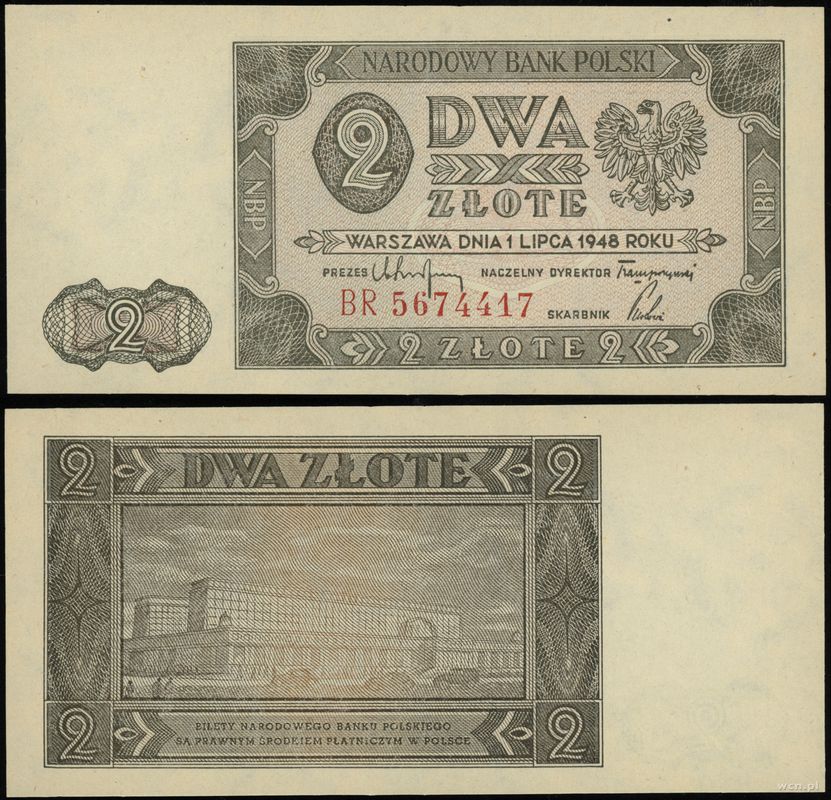 NARODOWY BANK POLSKI
2
DWA
ZŁOTE
NBP
NBP
WARSZAWA DNIA 1 LIPCA 1948 ROKU
PREZES NACZELNY DYREKTOR
BR 5674417
SKARBNIK
2
2 ZŁOTE 2
2 DWA ZŁOTE 2
BILETY NARODOWEGO BANKU POLSKIEGO
SĄ PRAWNYM ŚRODKIEM PŁATNICZYM W POLSCE
2 2
wcn.pl